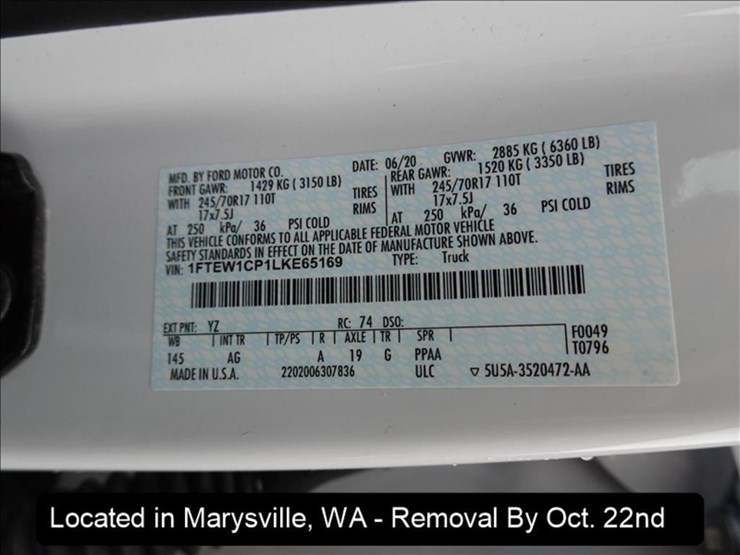 MFD. BY FORD MOTOR CO. DATE: 06/20 GVWR: 2885 KG ( 6360 LB)
FRONT GAWR: 1429 KG ( 3150 LB) REAR GAWR: 1520 KG ( 3350 LB)
WITH 245/70R17 110T TIRES WITH 245/70R17 110T TIRES
17x7.5J RIMS 17x7.5J RIMS
AT 250 kPa/ 36 PSI COLD AT 250 kPa/ 36 PSI COLD
THIS VEHICLE CONFORMS TO ALL APPLICABLE FEDERAL MOTOR VEHICLE
SAFETY STANDARDS IN EFFECT ON THE DATE OF MANUFACTURE SHOWN ABOVE.
VIN: 1FTEW1CP1LKE65169 TYPE: Truck
EXT PNT: YZ RC: 74 DSO: F0049
WB INT TR TP/PS R AXLE TR SPR T0796
145 AG A 19 G PPAA
MADE IN U.S.A. 2202006307836 ULC ▽ 5U5A-3520472-AA
Located in Marysville, WA - Removal By Oct. 22nd